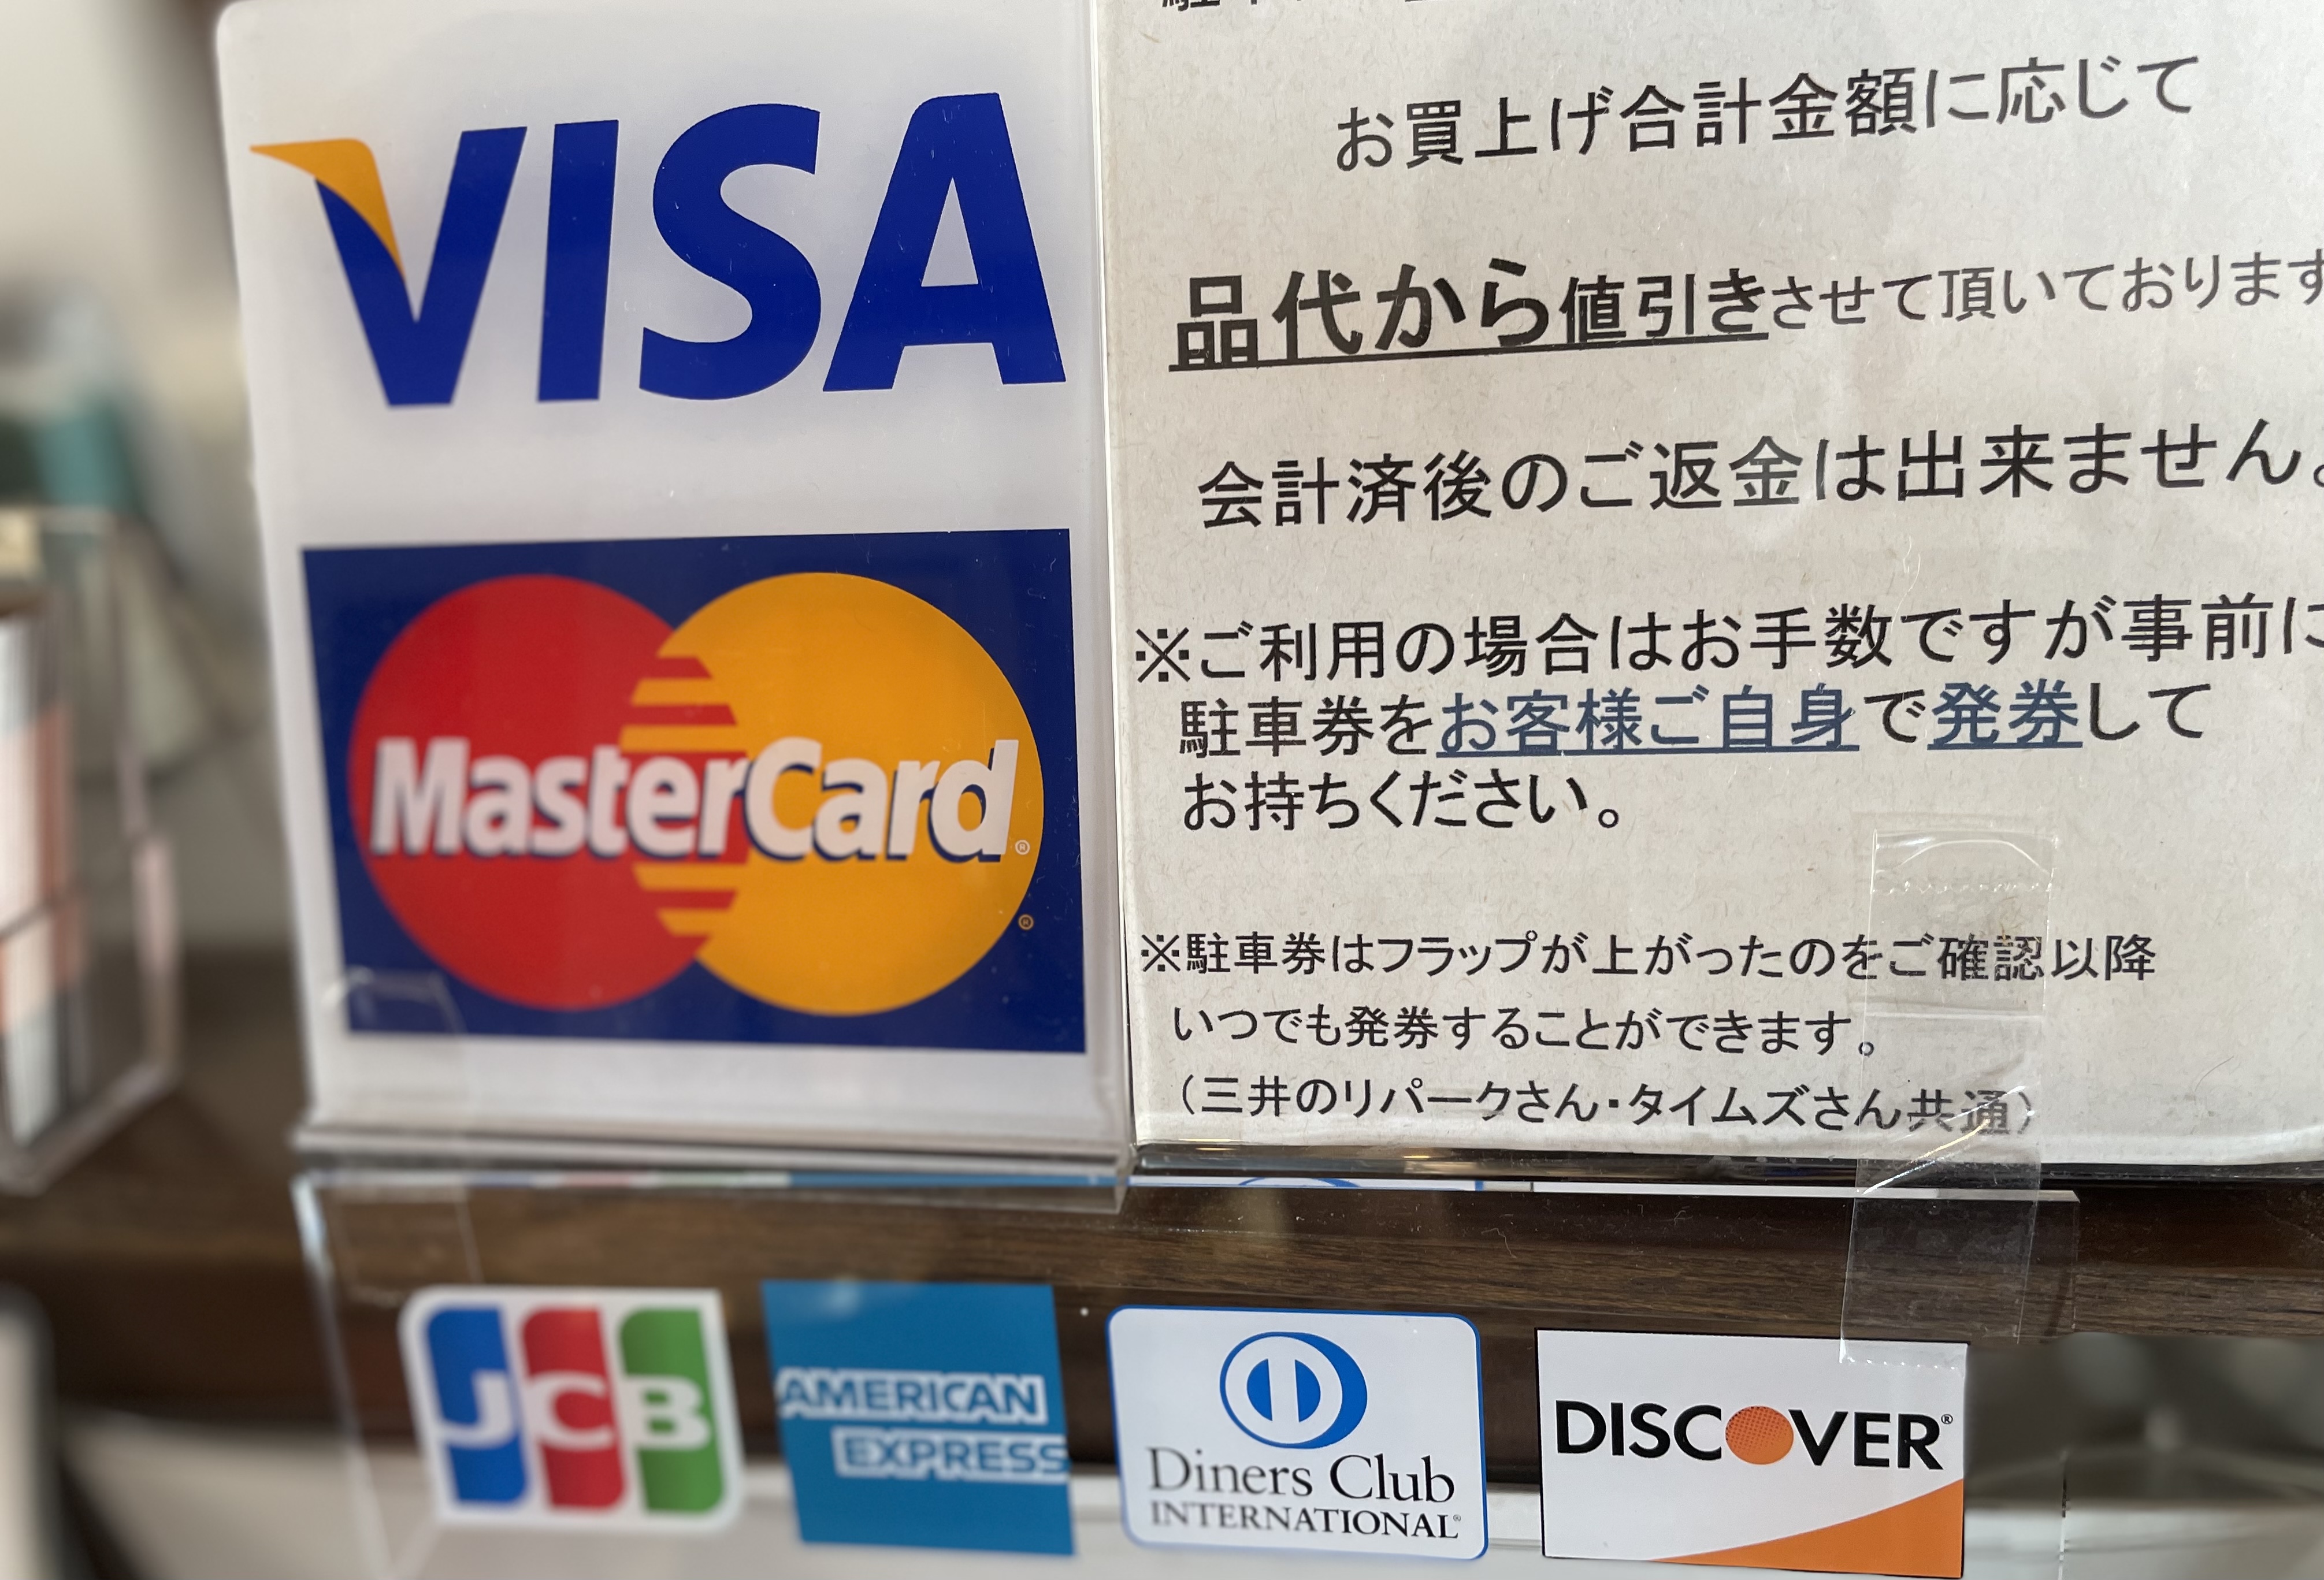 VISA
MasterCard®
®
お買上げ合計金額に応じて
品代から値引きさせて頂いております
会計済後のご返金は出来ません。
※ご利用の場合はお手数ですが事前に
駐車券をお客様ご自身で発券して
お持ちください。
※駐車券はフラップが上がったのをご確認以降
いつでも発券することができます。
（三井のリパークさん・タイムズさん共通）
JCB
AMERICAN
EXPRESS
Diners Club
INTERNATIONAL®
DISCOVER®